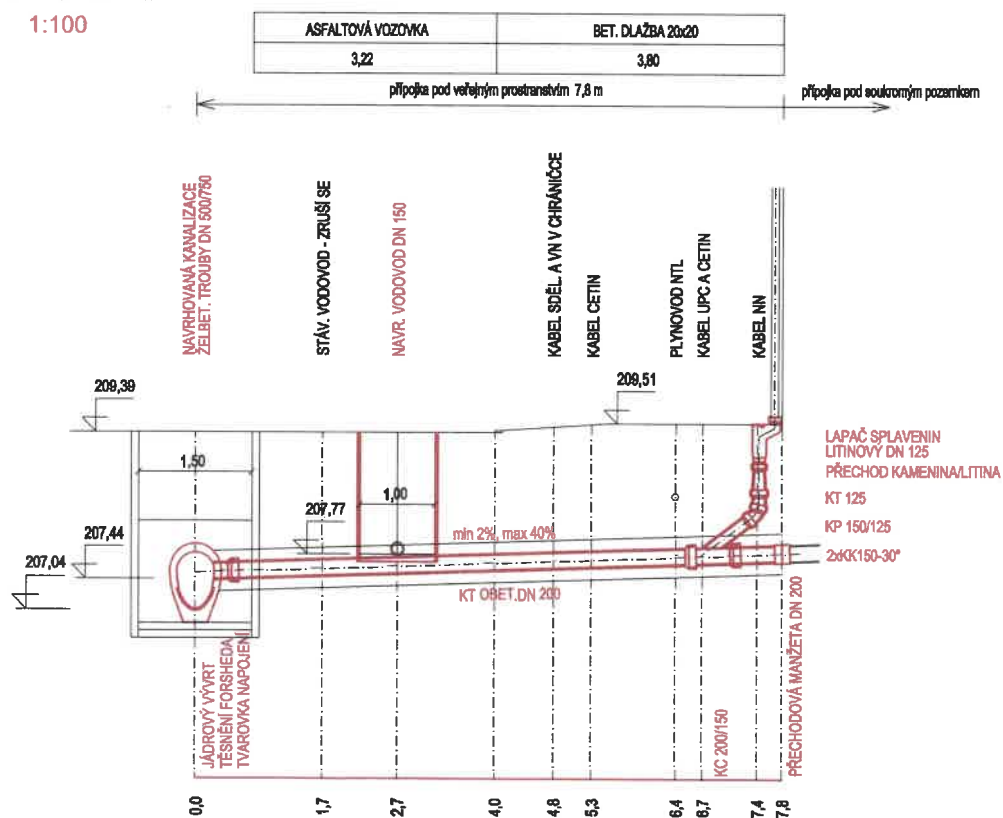 1:100
ASFALTOVÁ VOZOVKA
BET. DLAŽBA 20x20
3,22
3,80
přípojka pod veřejným prostranstvím 7,8 m
přípojka pod soukromým pozemkem
NAVRHOVANÁ KANALIZACE
ŽELBET. TROUBY DN 500/750
STÁV. VODOVOD - ZRUŠÍ SE
NAVR. VODOVOD DN 150
KABEL SDĚL. A VN V CHRÁNIČCE
KABEL CETIN
PLYNOVOD NTL
KABEL UPC A CETIN
KABEL NN
209,39
209,51
1,50
1,00
207,77
207,44
207,04
min 2%, max 40%
KT OBET.DN 200
LAPAČ SPLAVENIN
LITINOVÝ DN 125
PŘECHOD KAMENINA/LITINA
KT 125
KP 150/125
2xKK150-30°
JÁDROVÝ VÝVRT
TĚSNĚNÍ FORSHEDA
TVAROVKA NAPOJENÍ
KC 200/150
PŘECHODOVÁ MANŽETA DN 200
0,0
1,7
2,7
4,0
4,8
5,3
6,4
6,7
7,4
7,8